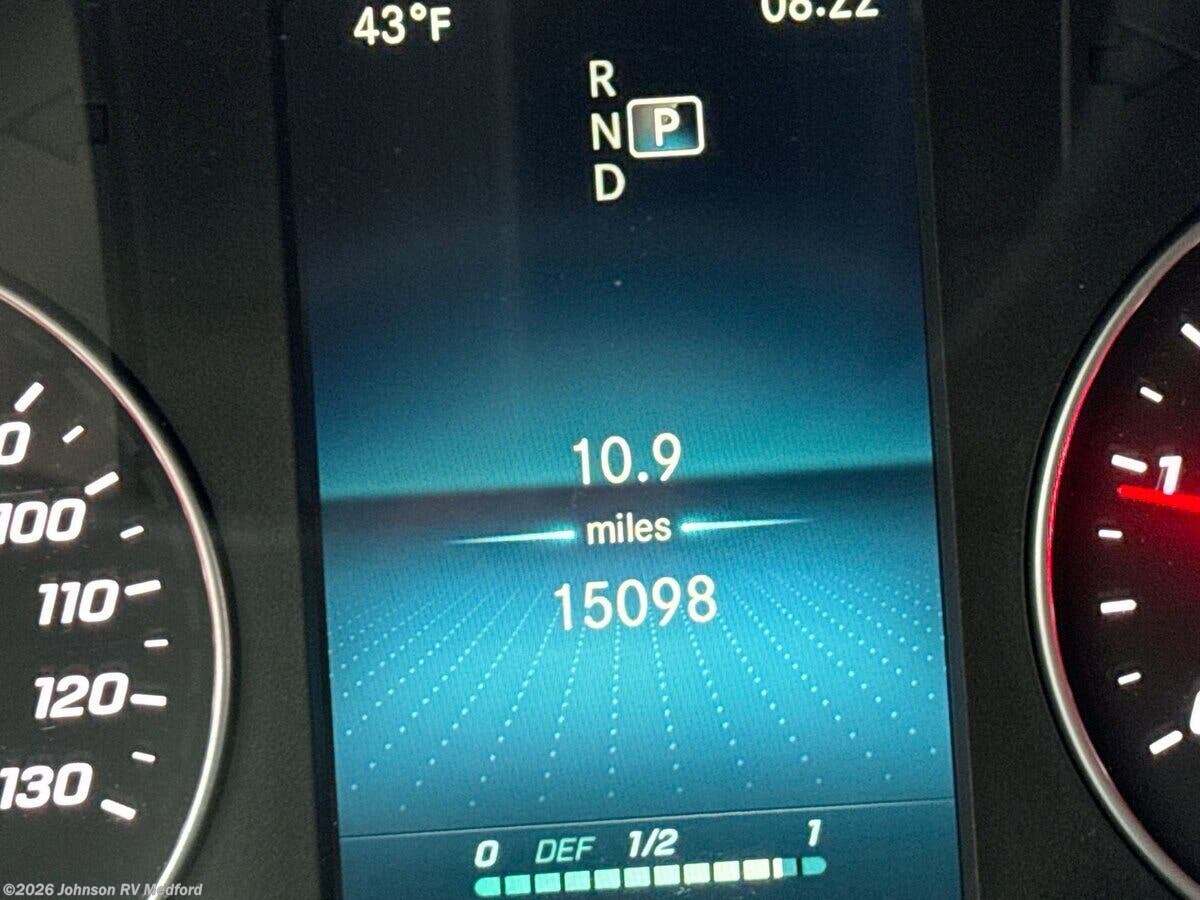 43°F
08:22
R
N P
D
10.9
miles
15098
0 DEF 1/2 1
100
110
120
130
1
©2026 Johnson RV Medford